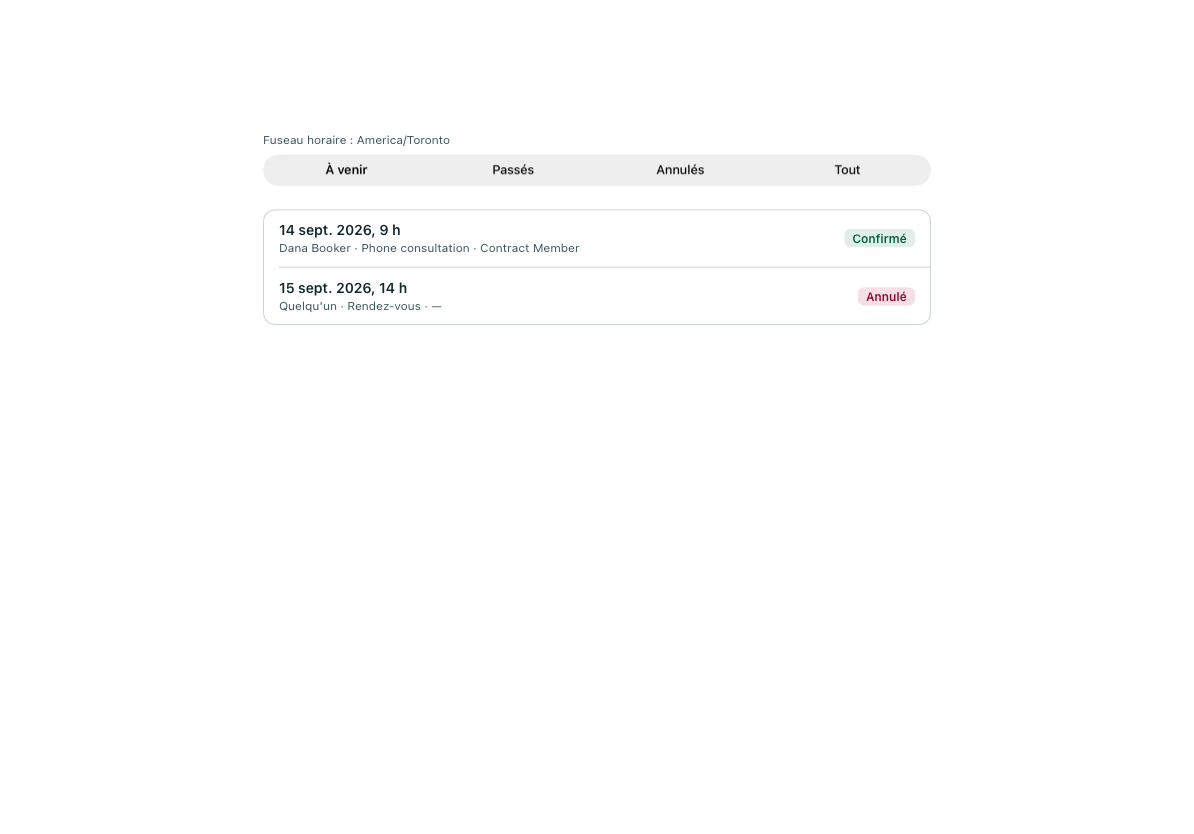 Fuseau horaire : America/Toronto
À venir Passés Annulés Tout
14 sept. 2026, 9 h
Confirmé
Dana Booker · Phone consultation · Contract Member
15 sept. 2026, 14 h
Annulé
Quelqu'un · Rendez-vous · —